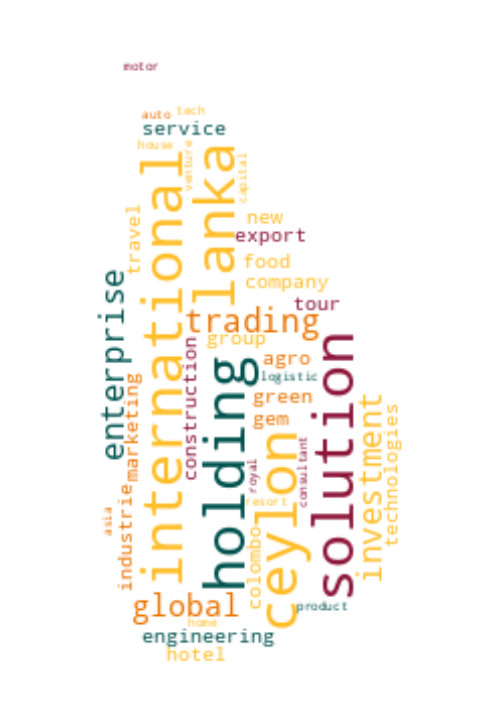 motor
auto
tech
service
house
international
venture
lanka
capital
travel
new
export
food
company
enterprise
tour
trading
group
construction
holding
agro
logistic
solution
marketing
green
gem
investment
technologies
ceylon
consultant
royal
industrie
resort
asia
colombo
global
product
home
engineering
hotel